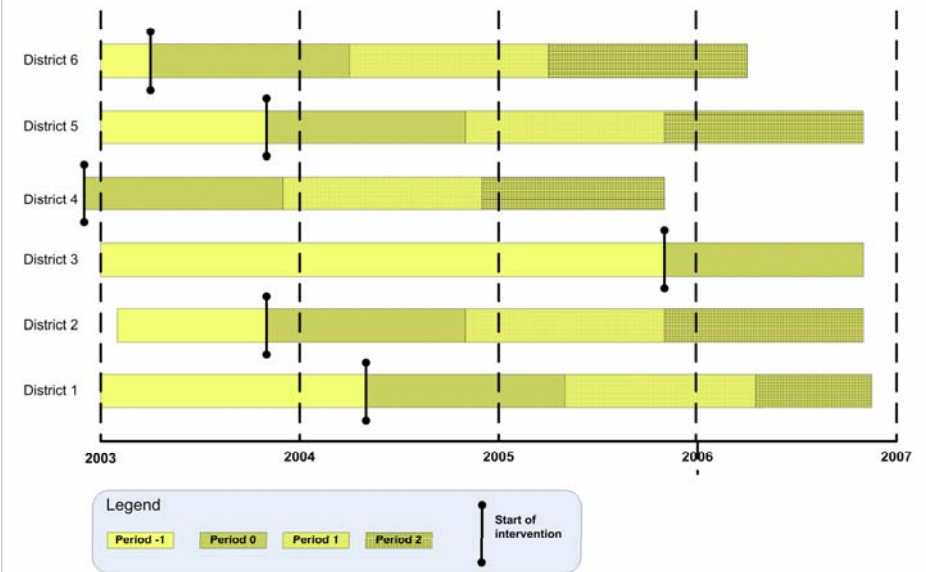 District 6
District 5
District 4
District 3
District 2
District 1
2003 2004 2005 2006 2007
Legend
Period -1 Period 0 Period 1 Period 2
Start of
intervention